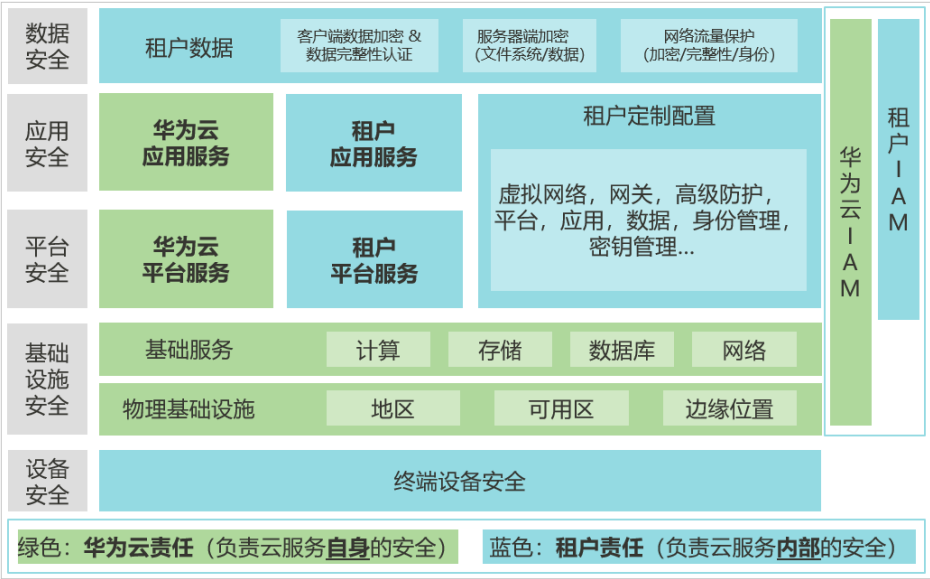 数据
安全
租户数据
客户端数据加密 &
数据完整性认证
服务器端加密
(文件系统/数据)
网络流量保护
(加密/完整性/身份)
应用
安全
华为云
应用服务
租户
应用服务
租户定制配置
虚拟网络，网关，高级防护，
平台，应用，数据，身份管理，
密钥管理...
平台
安全
华为云
平台服务
租户
平台服务
基础
设施
安全
基础服务
计算
存储
数据库
网络
物理基础设施
地区
可用区
边缘位置
设备
安全
终端设备安全
华为云IAM
租户IAM
绿色：华为云责任（负责云服务自身的安全）
蓝色：租户责任（负责云服务内部的安全）